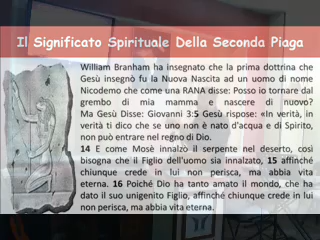 Il Significato Spirituale Della Seconda Piaga
William Branham ha insegnato che la prima dottrina che
Gesù insegnò fu la Nuova Nascita ad un uomo di nome
Nicodemo che come una RANA disse: Posso io tornare dal
grembo di mia mamma e nascere di nuovo?
Ma Gesù Disse: Giovanni 3:5 Gesù rispose: «In verità, in
verità ti dico che se uno non è nato d'acqua e di Spirito,
non può entrare nel regno di Dio.
14 E come Mosè innalzo il serpente nel deserto, così
bisogna che il Figlio dell'uomo sia innalzato, 15 affinché
chiunque crede in lui non perisca, ma abbia vita
eterna. 16 Poiché Dio ha tanto amato il mondo, che ha
dato il suo unigenito Figlio, affinché chiunque crede in lui
non perisca, ma abbia vita eterna.